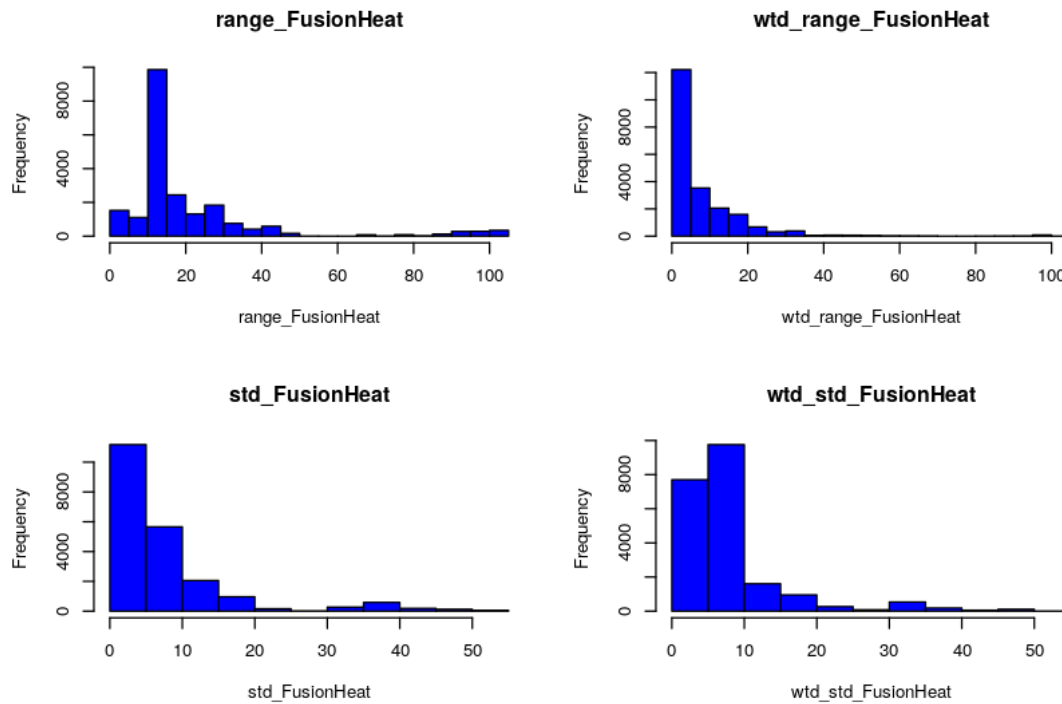 range_FusionHeat
Frequency
0
4000
8000
0 20 40 60 80 100
range_FusionHeat
wtd_range_FusionHeat
Frequency
0
4000
8000
0 20 40 60 80 100
wtd_range_FusionHeat
std_FusionHeat
Frequency
0
4000
8000
0 10 20 30 40 50
std_FusionHeat
wtd_std_FusionHeat
Frequency
0
4000
8000
0 10 20 30 40 50
wtd_std_FusionHeat